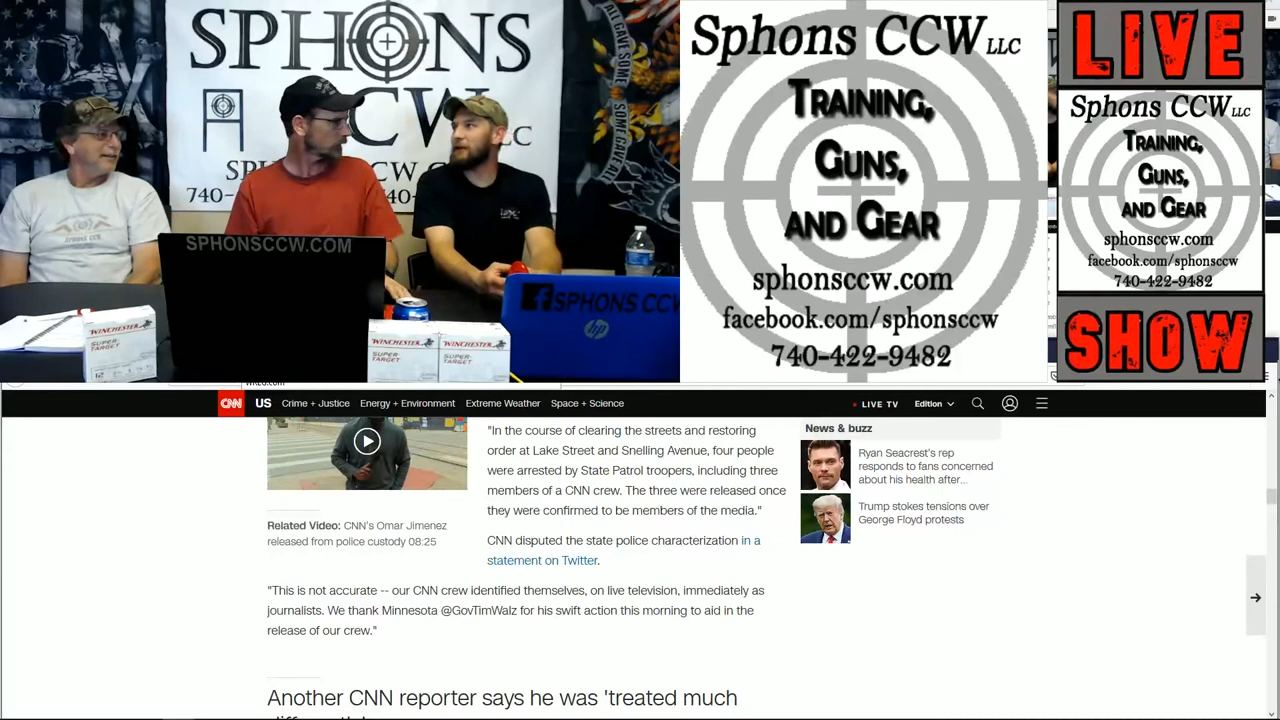 SPHONS
CCW
LLC
740-
ALL GAVE SOME
SPHONSCCW.COM
WINCHESTER
SUPER-
TARGET
WINCHESTER
SUPER-
TARGET
WINCHESTER
SUPER-
TARGET
SPHONS CCW
hp
Sphons CCW LLC
TRAINING,
GUNS,
AND GEAR
sphonsccw.com
facebook.com/sphonsccw
740-422-9482
LIVE
Sphons CCW LLC
TRAINING,
GUNS,
AND GEAR
sphonsccw.com
facebook.com/sphonsccw
740-422-9482
SHOW
CNN US Crime + Justice Energy + Environment Extreme Weather Space + Science LIVE TV Edition
"In the course of clearing the streets and restoring
order at Lake Street and Snelling Avenue, four people
were arrested by State Patrol troopers, including three
members of a CNN crew. The three were released once
they were confirmed to be members of the media."
Related Video: CNN's Omar Jimenez
released from police custody 08:25
CNN disputed the state police characterization in a
statement on Twitter.
"This is not accurate -- our CNN crew identified themselves, on live television, immediately as
journalists. We thank Minnesota @GovTimWalz for his swift action this morning to aid in the
release of our crew."
Another CNN reporter says he was 'treated much
News & buzz
Ryan Seacrest's rep
responds to fans concerned
about his health after...
Trump stokes tensions over
George Floyd protests